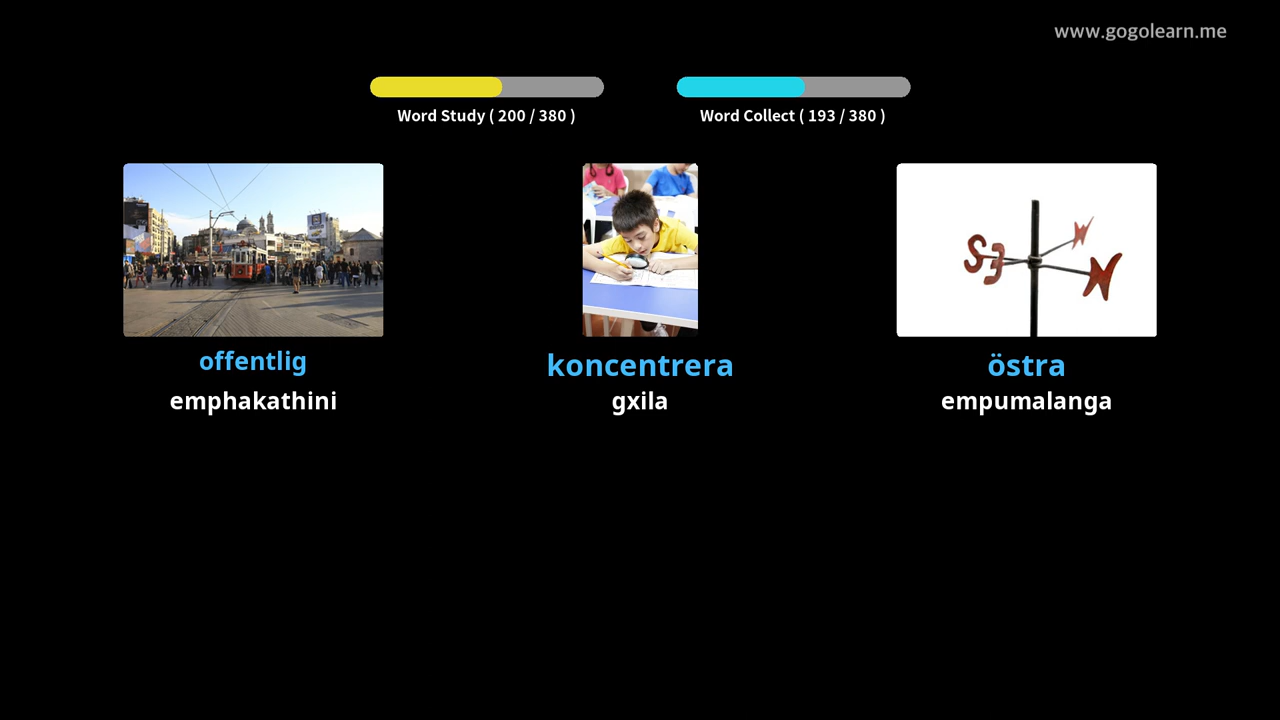 www.gogolearn.me
Word Study ( 200 / 380 )
Word Collect ( 193 / 380 )
offentlig
koncentrera
östra
emphakathini
gxila
empumalanga